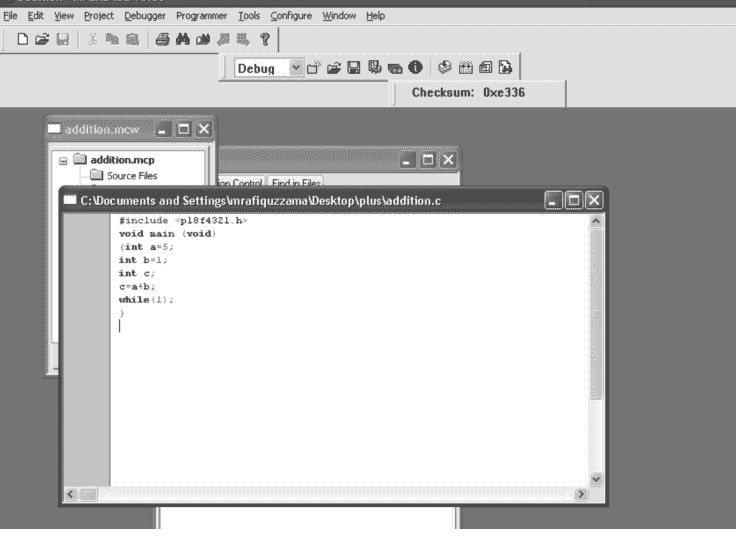 File Edit View Project Debugger Programmer Tools Configure Window Help
Debug
Checksum: 0xe336
addition.mcw
addition.mcp
Source Files
Control Find in Files
C:\Documents and Settings\mrafiquzzama\Desktop\plus\addition.c
#include <p18f4321.h>
void main (void)
{int a=5;
int b=1;
int c;
c=a+b;
while(1);
}